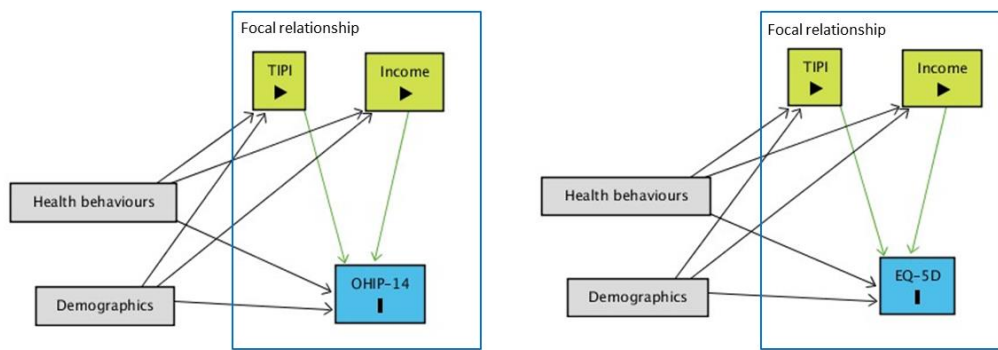 Focal relationship
TIPI
Income
Health behaviours
OHIP-14
Demographics
Focal relationship
TIPI
Income
Health behaviours
EQ-5D
Demographics